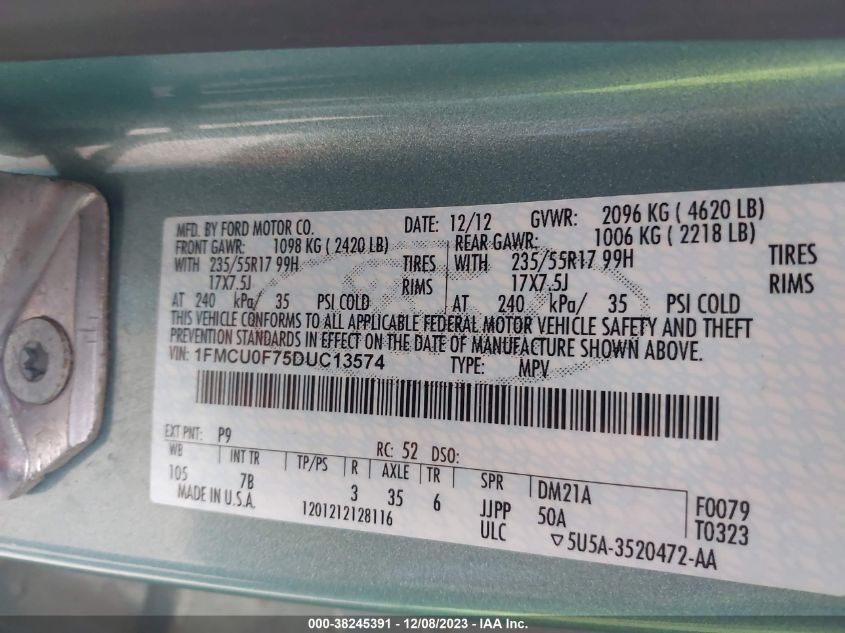 MFD. BY FORD MOTOR CO. DATE: 12/12 GVWR: 2096 KG ( 4620 LB)
FRONT GAWR: 1098 KG ( 2420 LB) REAR GAWR: 1006 KG ( 2218 LB)
WITH 235/55R17 99H TIRES WITH 235/55R17 99H TIRES
17X7.5J RIMS 17X7.5J RIMS
AT 240 kPa/ 35 PSI COLD AT 240 kPa/ 35 PSI COLD
THIS VEHICLE CONFORMS TO ALL APPLICABLE FEDERAL MOTOR VEHICLE SAFETY AND THEFT
PREVENTION STANDARDS IN EFFECT ON THE DATE OF MANUFACTURE SHOWN ABOVE.
VIN: 1FMCU0F75DUC13574 TYPE: MPV
EXT PNT: P9 RC: 52 DSO:
WB INT TR TP/PS R AXLE TR SPR DM21A F0079
105 7B 3 35 6 JJPP 50A T0323
MADE IN U.S.A. 1201212128116 ULC ▽5U5A-3520472-AA
000-38245391 - 12/08/2023 - IAA Inc.